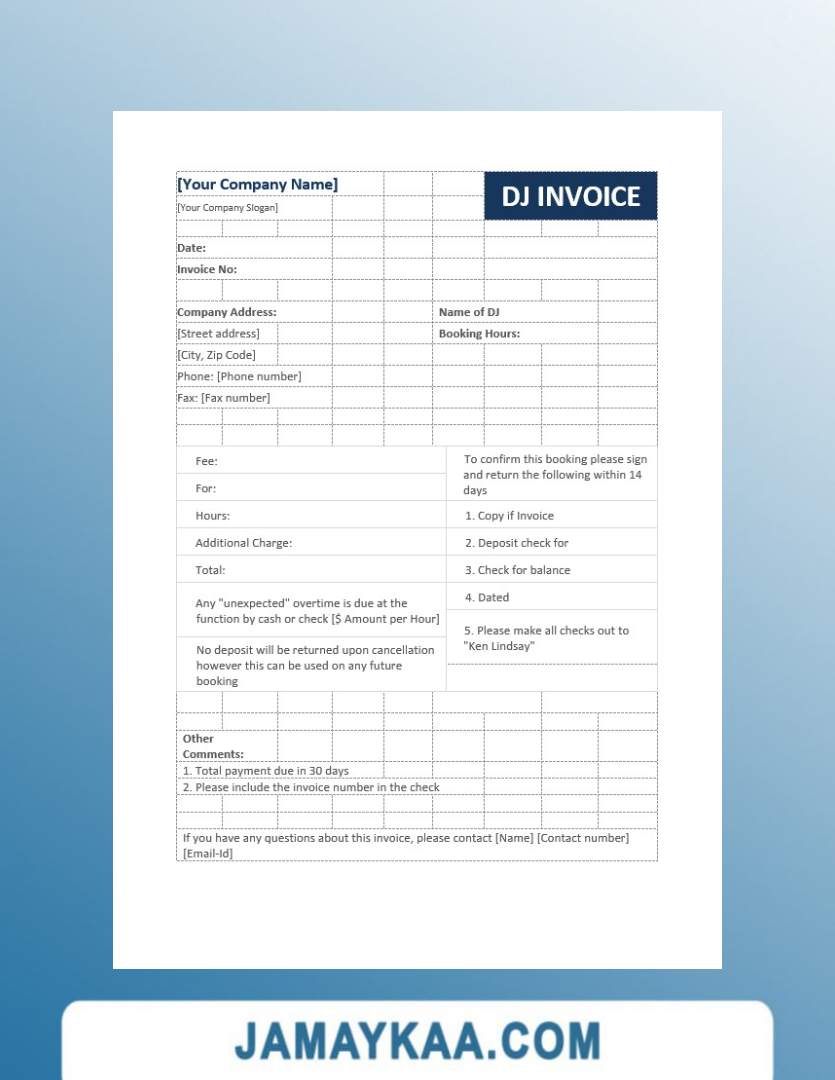 [Your Company Name]
DJ INVOICE
[Your Company Slogan]
Date:
Invoice No:
Company Address:
Name of DJ
[Street address]
Booking Hours:
[City, Zip Code]
Phone: [Phone number]
Fax: [Fax number]
Fee:
For:
Hours:
Additional Charge:
Total:
Any "unexpected" overtime is due at the
function by cash or check [$ Amount per Hour]
No deposit will be returned upon cancellation
however this can be used on any future
booking
To confirm this booking please sign
and return the following within 14
days
1. Copy if Invoice
2. Deposit check for
3. Check for balance
4. Dated
5. Please make all checks out to
"Ken Lindsay"
Other
Comments:
1. Total payment due in 30 days
2. Please include the invoice number in the check
If you have any questions about this invoice, please contact [Name] [Contact number]
[Email-Id]
JAMAYKAA.COM